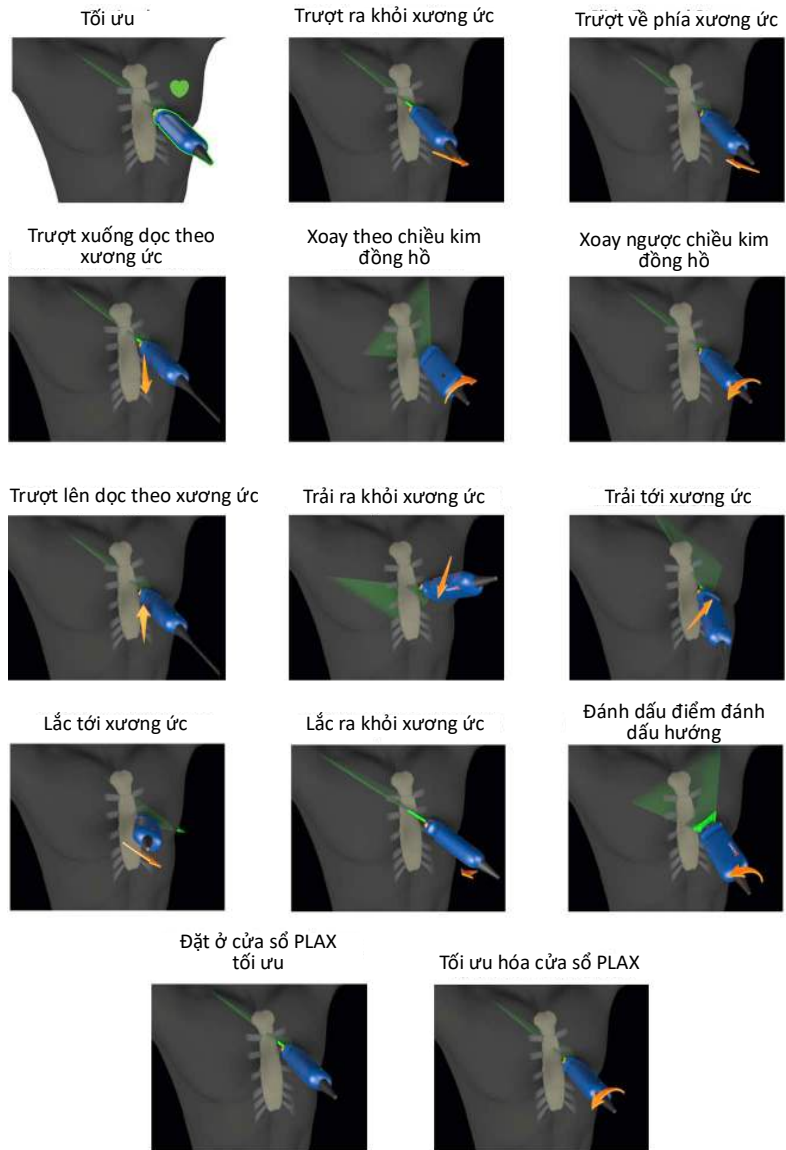 Tối ưu
Trượt ra khỏi xương ức
Trượt về phía xương ức
Trượt xuống dọc theo
xương ức
Xoay theo chiều kim
đồng hồ
Xoay ngược chiều kim
đồng hồ
Trượt lên dọc theo xương ức
Trải ra khỏi xương ức
Trải tới xương ức
Lắc tới xương ức
Lắc ra khỏi xương ức
Đánh dấu điểm đánh
dấu hướng
Đặt ở cửa sổ PLAX
tối ưu
Tối ưu hóa cửa sổ PLAX